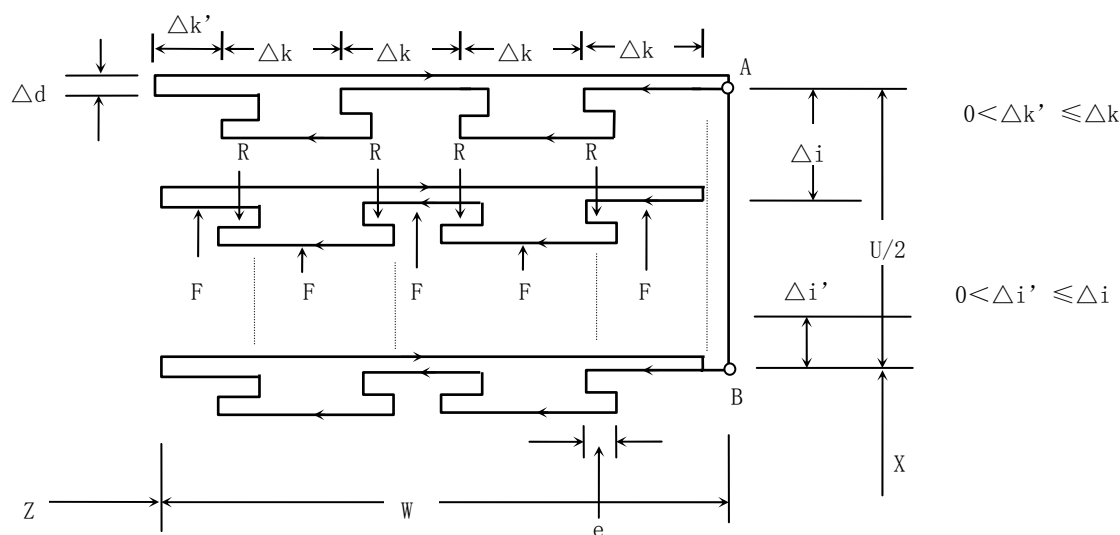 △k’ △k △k △k △k
A
△d
0＜△k’ ≤△k
R R R R
△i
U/2
F F F F F
△i’
0＜△i’ ≤△i
B
X
Z W
e